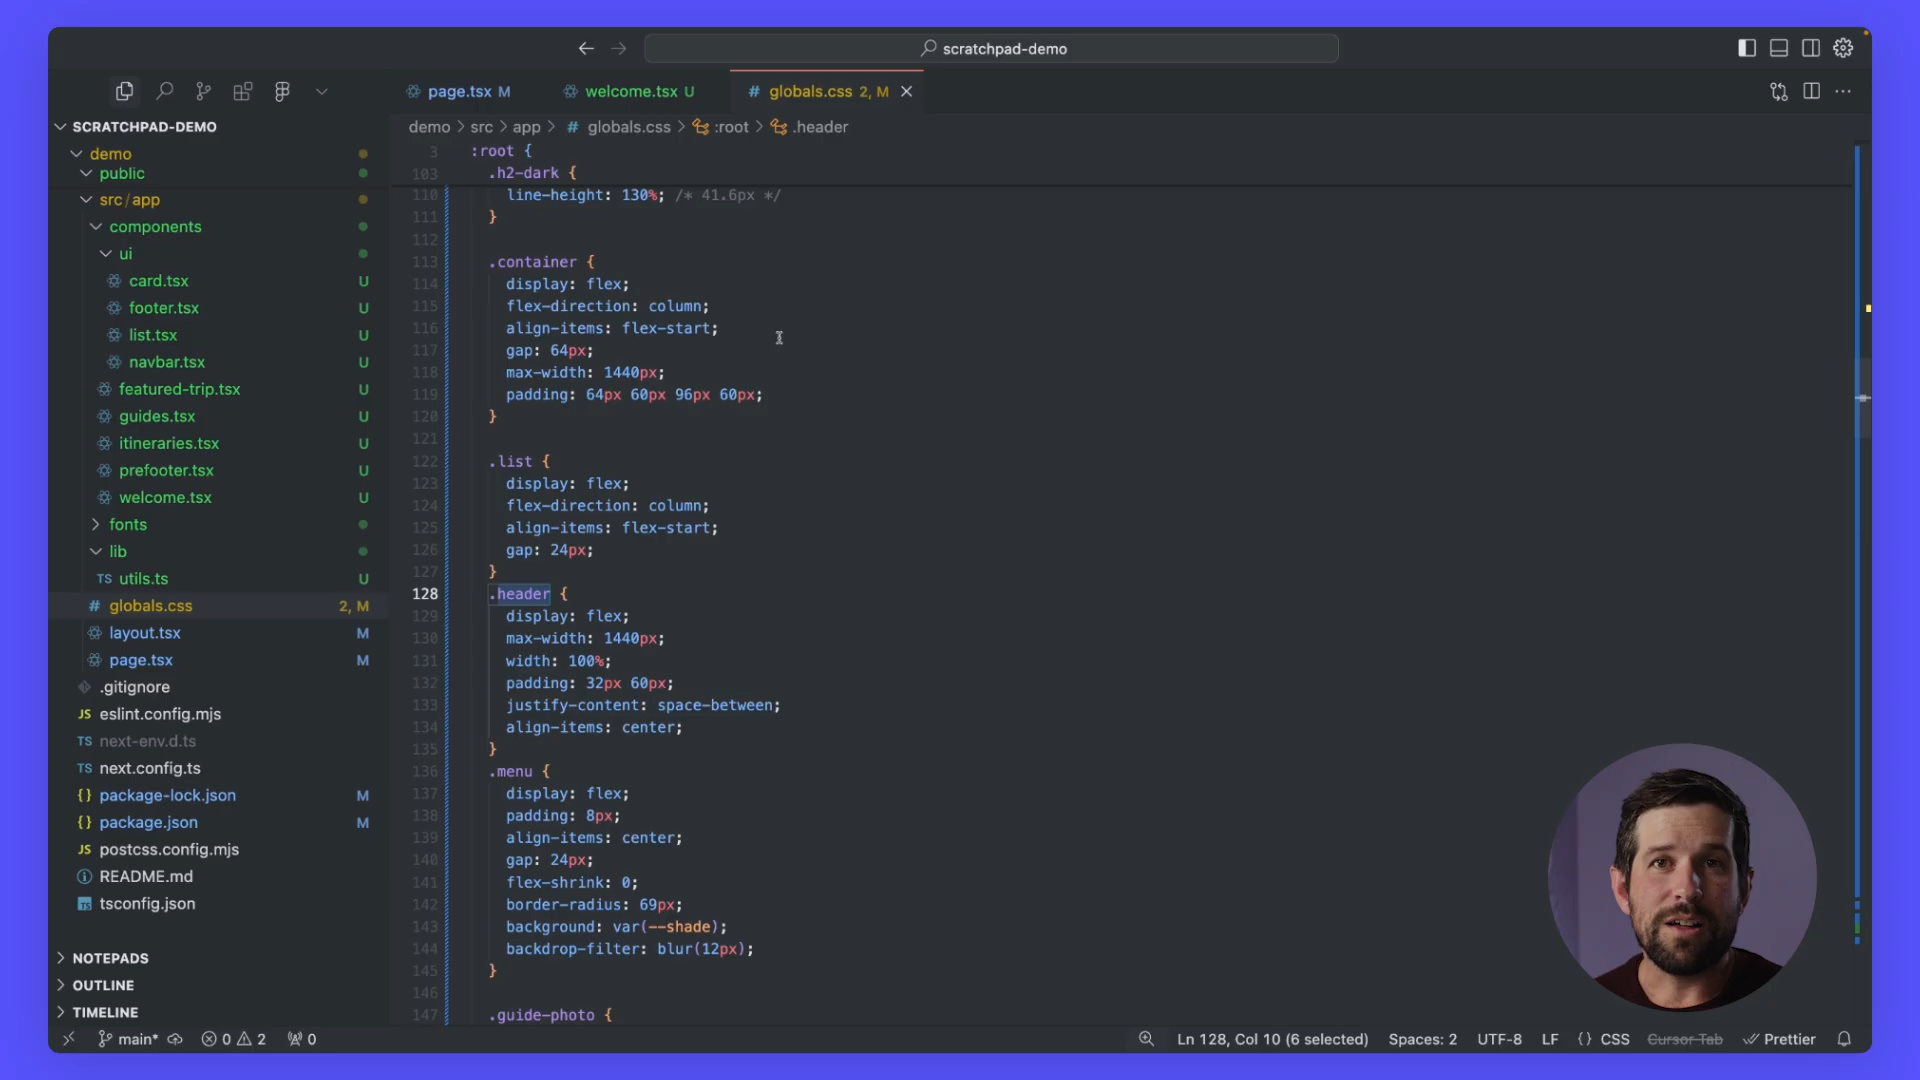 scratchpad-demo
page.tsx M
welcome.tsx U
globals.css 2, M
SCRATCHPAD-DEMO
demo
public
src/app
components
ui
card.tsx U
footer.tsx U
list.tsx U
navbar.tsx U
featured-trip.tsx U
guides.tsx U
itineraries.tsx U
prefooter.tsx U
welcome.tsx U
fonts
lib
TS utils.ts U
# globals.css 2, M
layout.tsx M
page.tsx M
.gitignore
JS eslint.config.mjs
TS next-env.d.ts
TS next.config.ts
{} package-lock.json M
{} package.json M
JS postcss.config.mjs
README.md
tsconfig.json
NOTEPADS
OUTLINE
TIMELINE
demo > src > app > # globals.css > :root > .header
3 :root {
103 .h2-dark {
110 line-height: 130%; /* 41.6px */
111 }
112
113 .container {
114 display: flex;
115 flex-direction: column;
116 align-items: flex-start;
117 gap: 64px;
118 max-width: 1440px;
119 padding: 64px 60px 96px 60px;
120 }
121
122 .list {
123 display: flex;
124 flex-direction: column;
125 align-items: flex-start;
126 gap: 24px;
127 }
128 .header {
129 display: flex;
130 max-width: 1440px;
131 width: 100%;
132 padding: 32px 60px;
133 justify-content: space-between;
134 align-items: center;
135 }
136 .menu {
137 display: flex;
138 padding: 8px;
139 align-items: center;
140 gap: 24px;
141 flex-shrink: 0;
142 border-radius: 69px;
143 background: var(--shade);
144 backdrop-filter: blur(12px);
145 }
146
147 .guide-photo {
main* 0 2 0
Ln 128, Col 10 (6 selected) Spaces: 2 UTF-8 LF {} CSS Cursor Tab Prettier